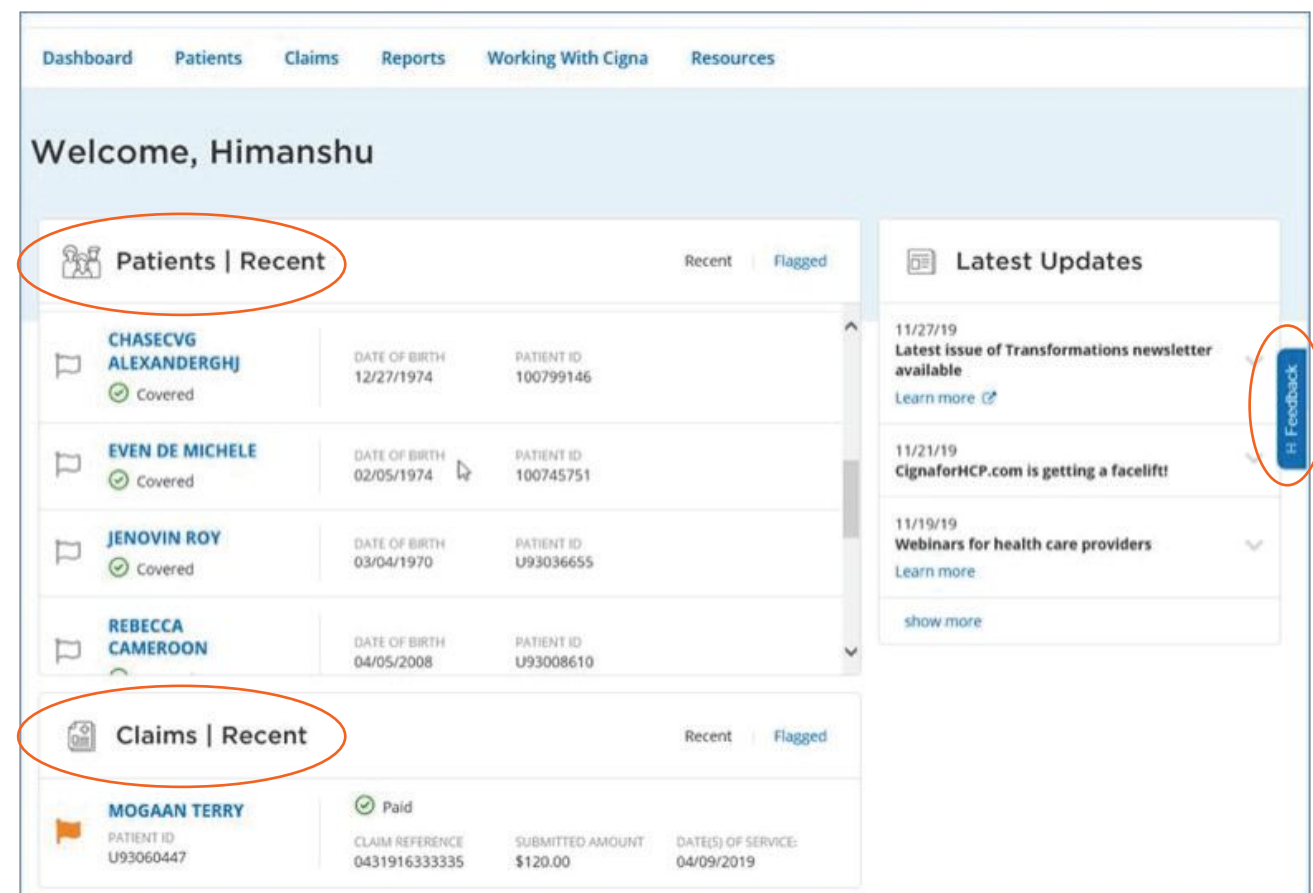 Dashboard Patients Claims Reports Working With Cigna Resources
Welcome, Himanshu
Patients | Recent
Recent Flagged
CHASECVG
ALEXANDERGHJ
Covered
DATE OF BIRTH
12/27/1974
PATIENT ID
100799146
EVEN DE MICHELE
Covered
DATE OF BIRTH
02/05/1974
PATIENT ID
100745751
JENOVIN ROY
Covered
DATE OF BIRTH
03/04/1970
PATIENT ID
U93036655
REBECCA
CAMEROON
DATE OF BIRTH
04/05/2008
PATIENT ID
U93008610
Claims | Recent
Recent Flagged
MOGAAN TERRY
PATIENT ID
U93060447
Paid
CLAIM REFERENCE
0431916333335
SUBMITTED AMOUNT
$120.00
DATE(S) OF SERVICE:
04/09/2019
Latest Updates
11/27/19
Latest issue of Transformations newsletter
available
Learn more
11/21/19
CignaforHCP.com is getting a facelift!
11/19/19
Webinars for health care providers
Learn more
show more
Feedback